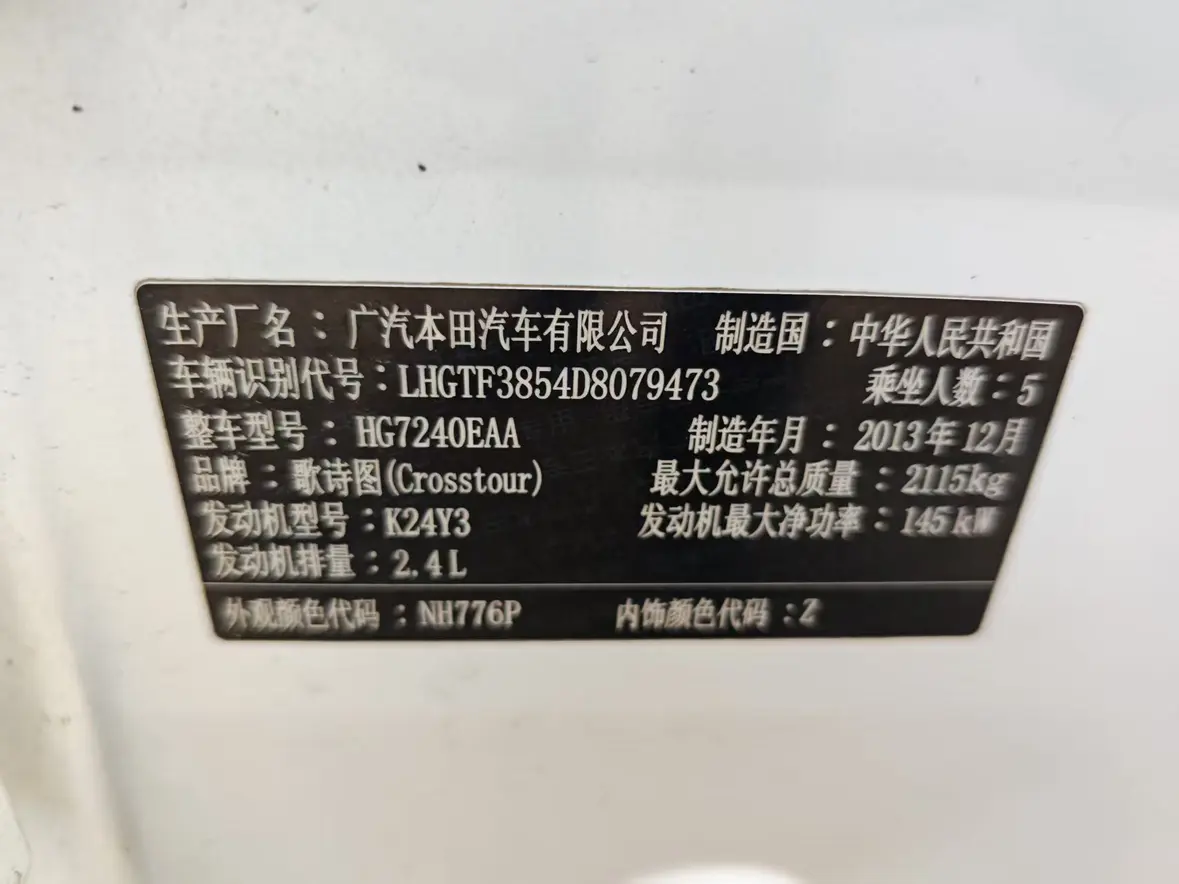 生产厂名：广汽本田汽车有限公司 制造国：中华人民共和国
车辆识别代号：LHGTF3854D8079473 乘坐人数：5
整车型号：HG7240EAA 制造年月：2013年12月
品牌：歌诗图(Crosstour) 最大允许总质量：2115kg
发动机型号：K24Y3 发动机最大净功率：145kW
发动机排量：2.4L
外观颜色代码：NH776P 内饰颜色代码：Z